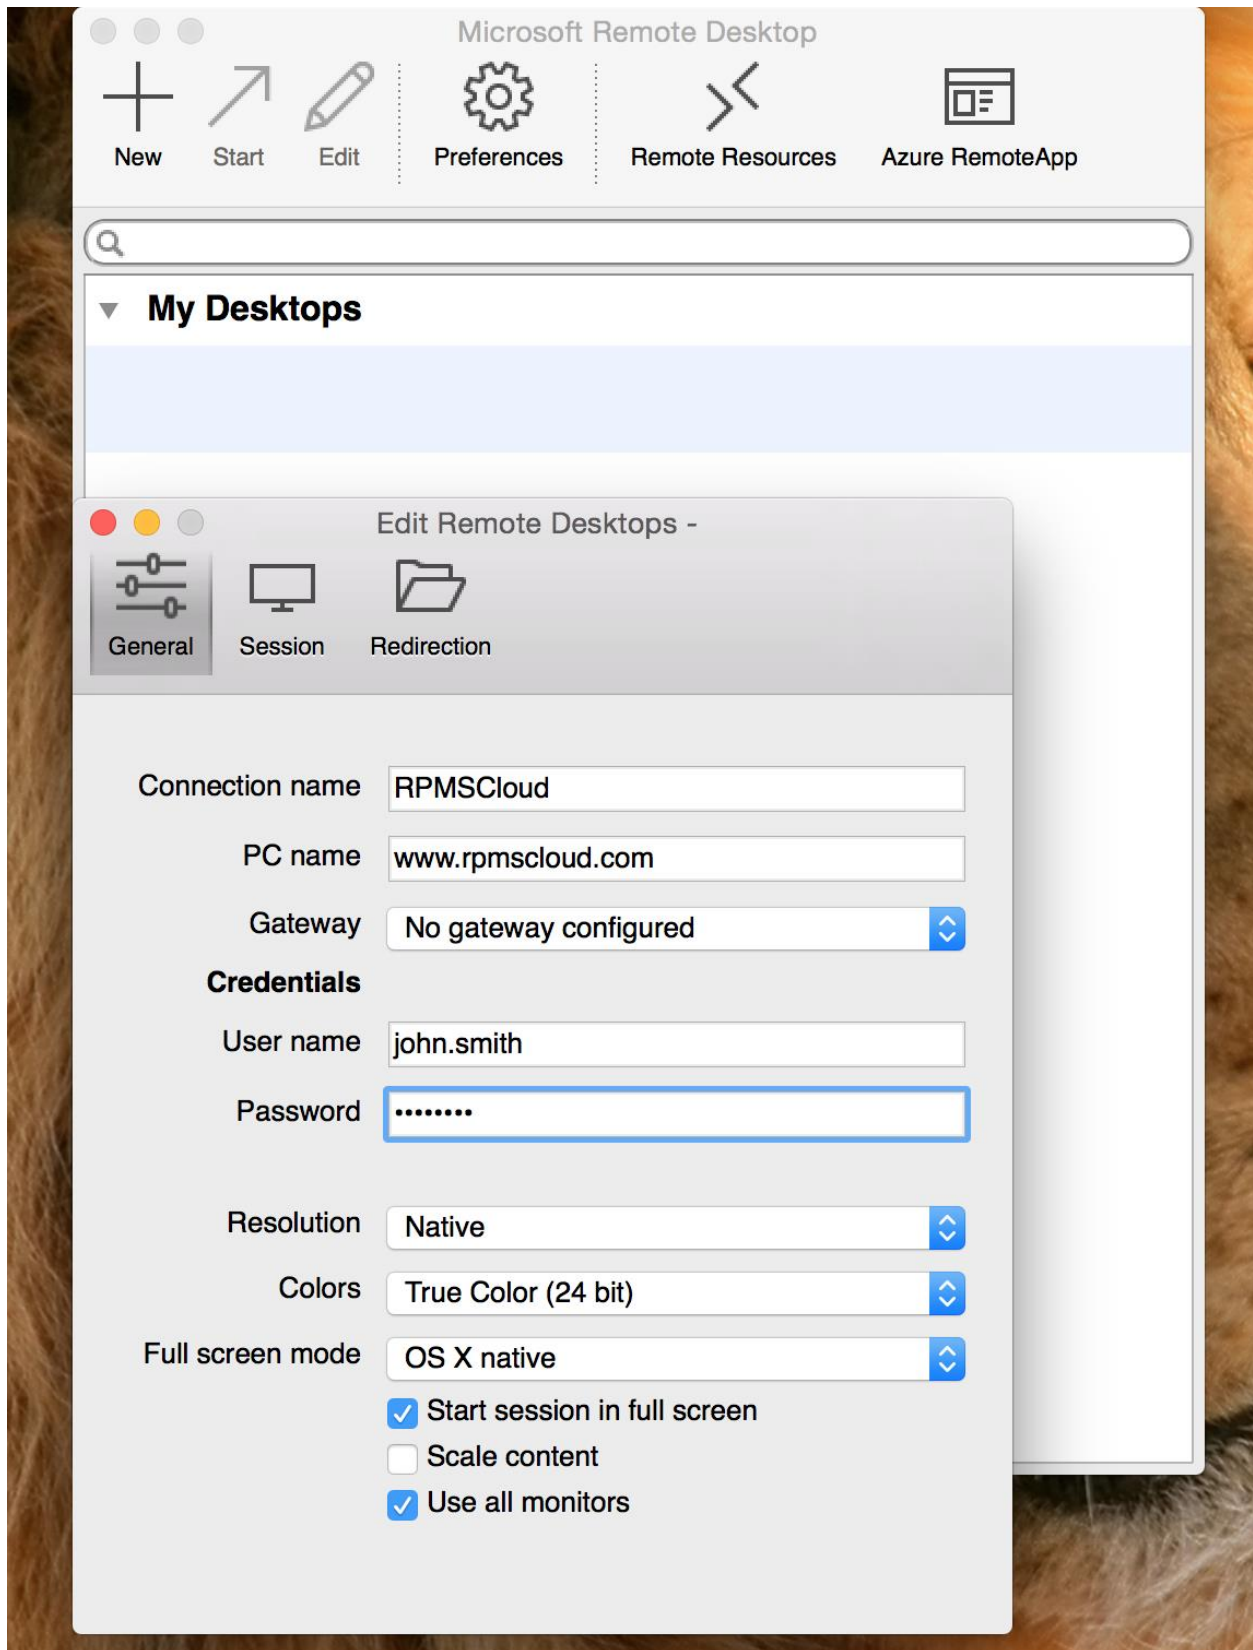 Microsoft Remote Desktop
New Start Edit Preferences Remote Resources Azure RemoteApp
My Desktops
Edit Remote Desktops -
General Session Redirection
Connection name RPMSCloud
PC name www.rpmscloud.com
Gateway No gateway configured
Credentials
User name john.smith
Password ••••••••
Resolution Native
Colors True Color (24 bit)
Full screen mode OS X native
Start session in full screen
Scale content
Use all monitors